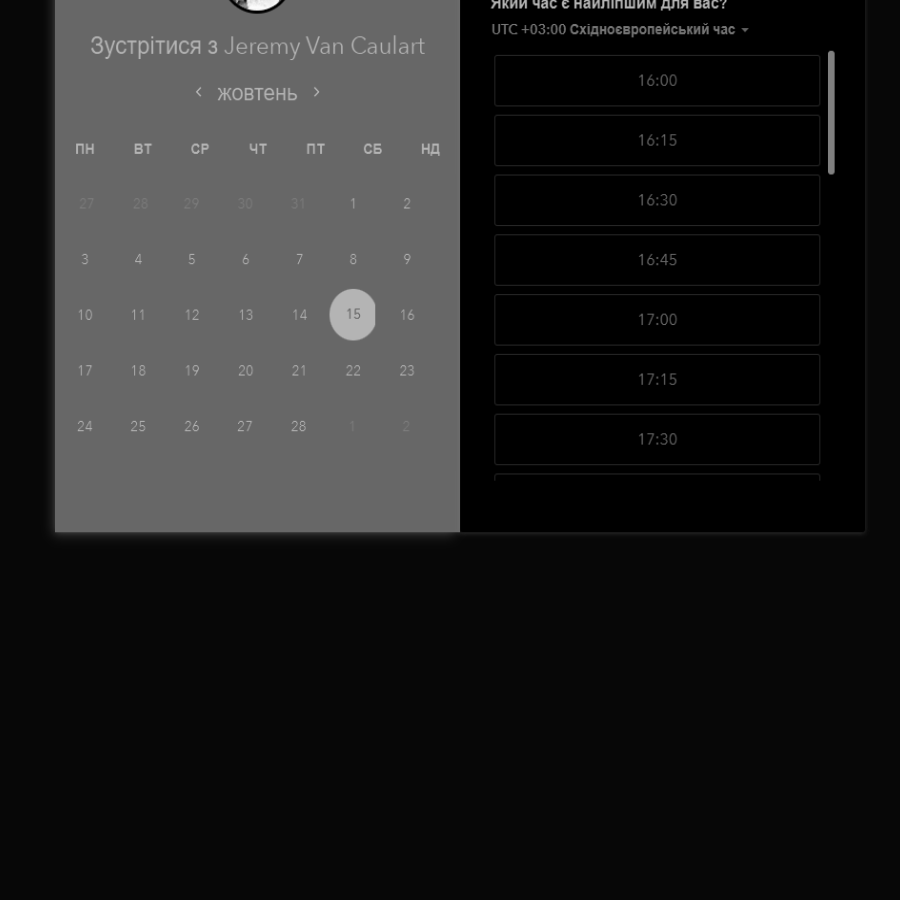 Зустрітися з Jeremy Van Caulart
жовтень
ПН ВТ СР ЧТ ПТ СБ НД
27 28 29 30 31 1 2
3 4 5 6 7 8 9
10 11 12 13 14 15 16
17 18 19 20 21 22 23
24 25 26 27 28 1 2
Який час є найліпшим для вас?
UTC +03:00 Східноєвропейський час
16:00
16:15
16:30
16:45
17:00
17:15
17:30